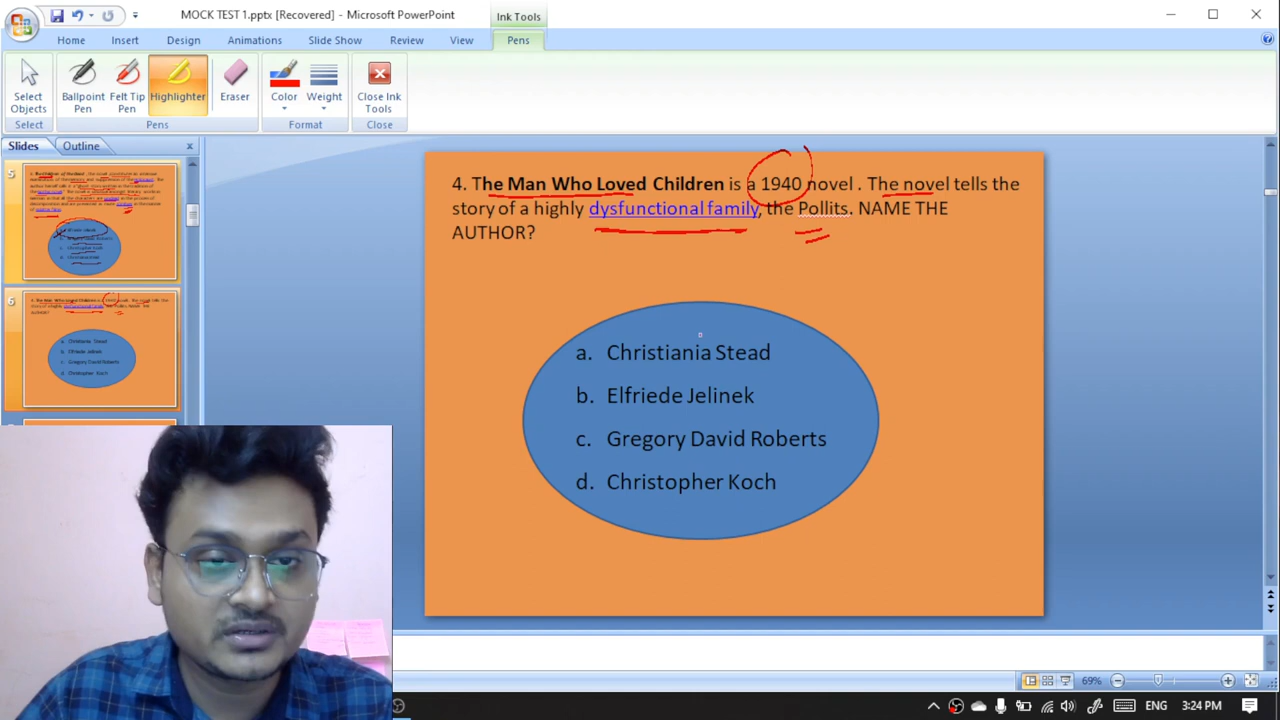 MOCK TEST 1.pptx [Recovered] - Microsoft PowerPoint
Ink Tools
Home
Insert
Design
Animations
Slide Show
Review
View
Pens
Select Objects
Ballpoint Pen
Felt Tip Pen
Highlighter
Eraser
Color
Weight
Close Ink Tools
Select
Pens
Format
Close
Slides
Outline
5
6
4. The Man Who Loved Children is a 1940 novel . The novel tells the
story of a highly dysfunctional family, the Pollits. NAME THE
AUTHOR?
a. Christiania Stead
b. Elfriede Jelinek
c. Gregory David Roberts
d. Christopher Koch
69%
ENG
3:24 PM